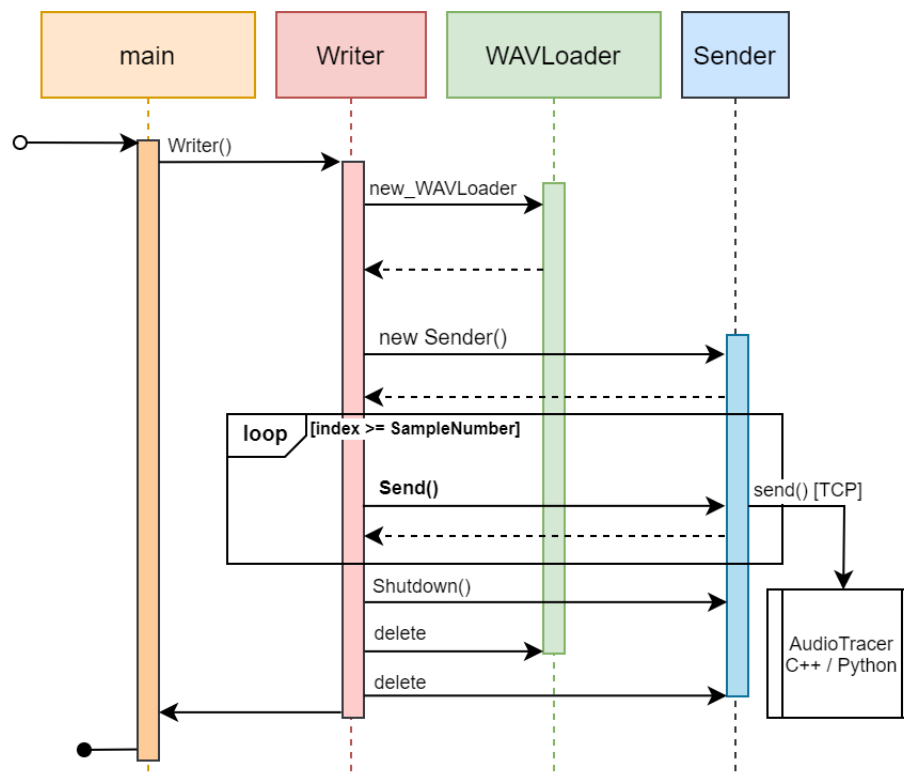 main
Writer
WAVLoader
Sender
Writer()
new_WAVLoader
new Sender()
loop
[index >= SampleNumber]
Send()
send() [TCP]
Shutdown()
AudioTracer
C++ / Python
delete
delete